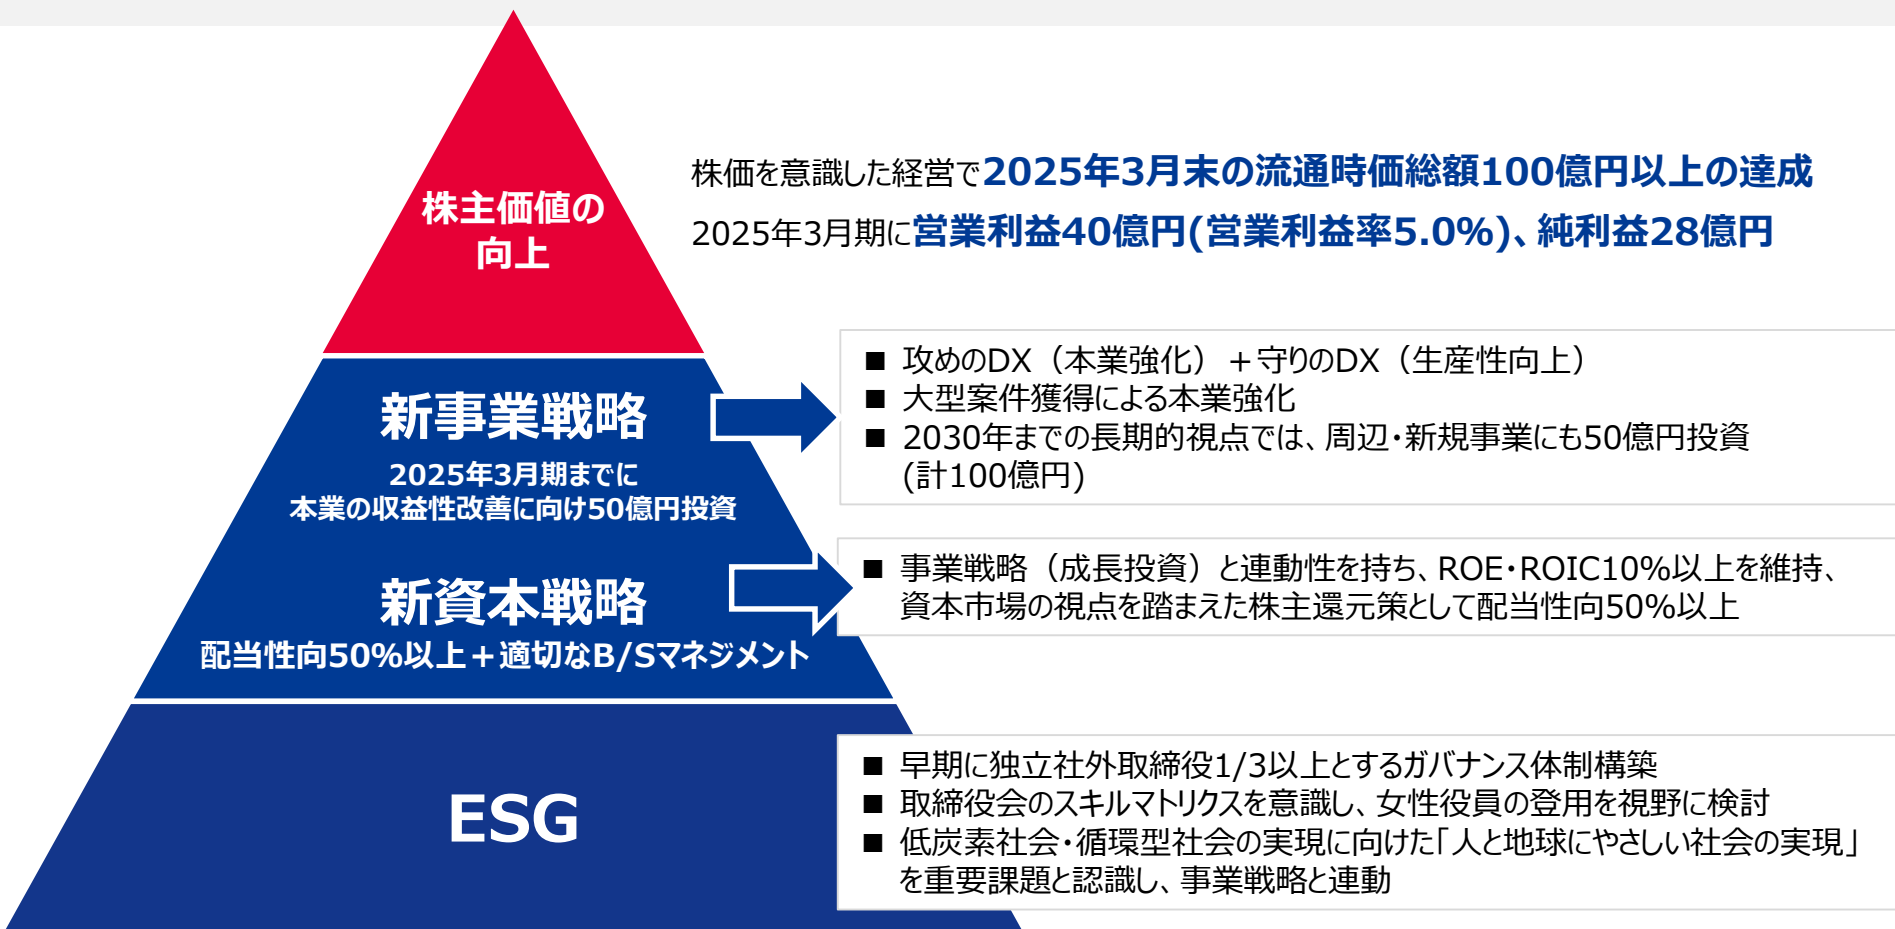 株主価値の
向上
株価を意識した経営で2025年3月末の流通時価総額100億円以上の達成
2025年3月期に営業利益40億円(営業利益率5.0%)、純利益28億円
新事業戦略
2025年3月期までに
本業の収益性改善に向け50億円投資
■ 攻めのDX（本業強化）＋守りのDX（生産性向上）
■ 大型案件獲得による本業強化
■ 2030年までの長期的視点では、周辺・新規事業にも50億円投資
(計100億円)
新資本戦略
配当性向50%以上＋適切なB/Sマネジメント
■ 事業戦略（成長投資）と連動性を持ち、ROE・ROIC10%以上を維持、
資本市場の視点を踏まえた株主還元策として配当性向50%以上
ESG
■ 早期に独立社外取締役1/3以上とするガバナンス体制構築
■ 取締役会のスキルマトリクスを意識し、女性役員の登用を視野に検討
■ 低炭素社会・循環型社会の実現に向けた「人と地球にやさしい社会の実現」
を重要課題と認識し、事業戦略と連動